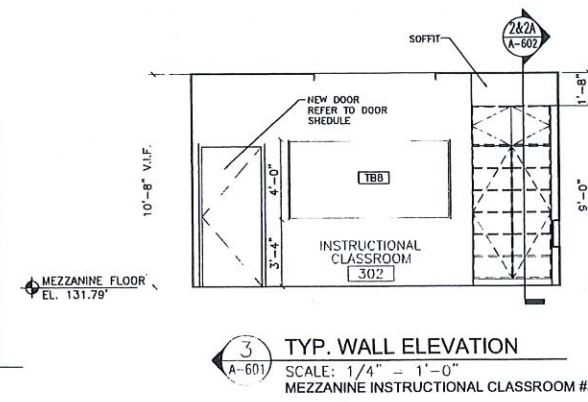 2&2A
A-602
SOFFIT
1'-8"
NEW DOOR
REFER TO DOOR
SHEDULE
10'-8" V.I.F.
4'-0"
TBB
9'-0"
3'-4"
INSTRUCTIONAL
CLASSROOM
302
MEZZANINE FLOOR
EL. 131.79'
3
A-601
TYP. WALL ELEVATION
SCALE: 1/4" = 1'-0"
MEZZANINE INSTRUCTIONAL CLASSROOM